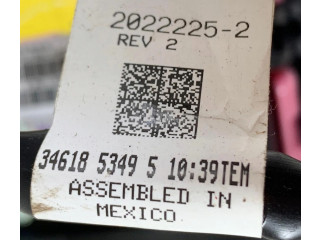 2022225-2
REV 2
34618 5349 5 10:39TEM
ASSEMBLED IN
MEXICO